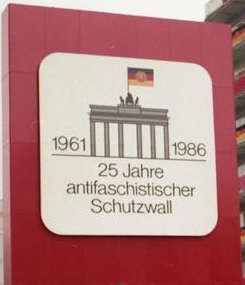 1961 1986
25 Jahre
antifaschistischer
Schutzwall